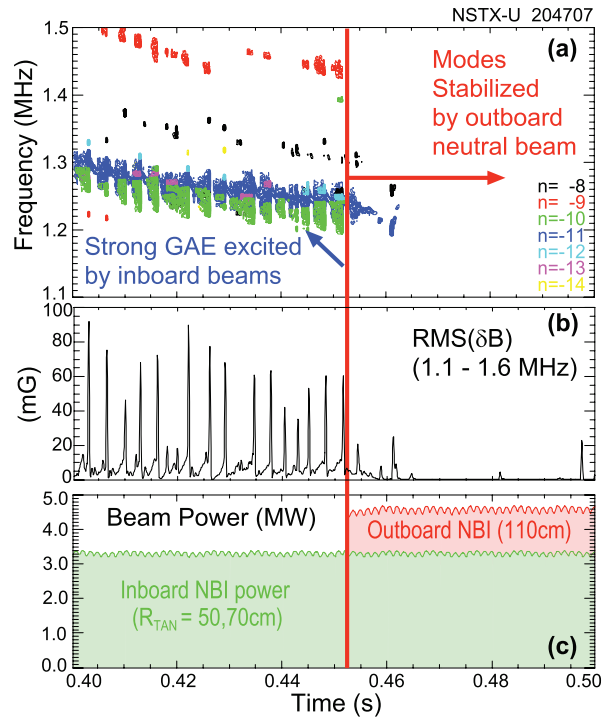 NSTX-U 204707
1.5
1.4
1.3
1.2
1.1
Frequency (MHz)
(a)
Modes
Stabilized
by outboard
neutral beam
n= -8
n= -9
n=-10
n=-11
n=-12
n=-13
n=-14
Strong GAE excited
by inboard beams
100
80
60
40
20
0
(mG)
(b)
RMS(δB)
(1.1 - 1.6 MHz)
5.0
4.0
3.0
2.0
1.0
0.0
Beam Power (MW)
Outboard NBI (110cm)
Inboard NBI power
(RTAN = 50,70cm)
(c)
0.40
0.42
0.44
0.46
0.48
0.50
Time (s)